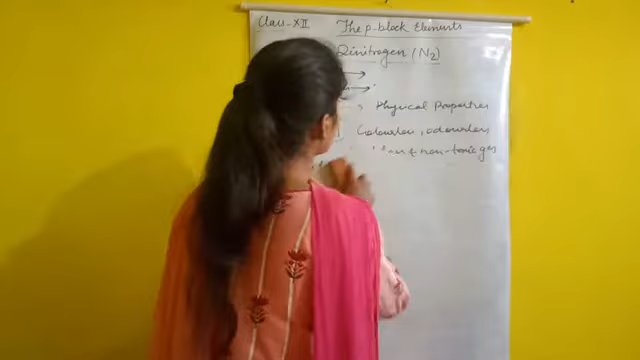 Class-XII The p-block Elements
Dinitrogen (N2)
→
→
Physical Properties
Colourless, odourless,
& non-toxic gas